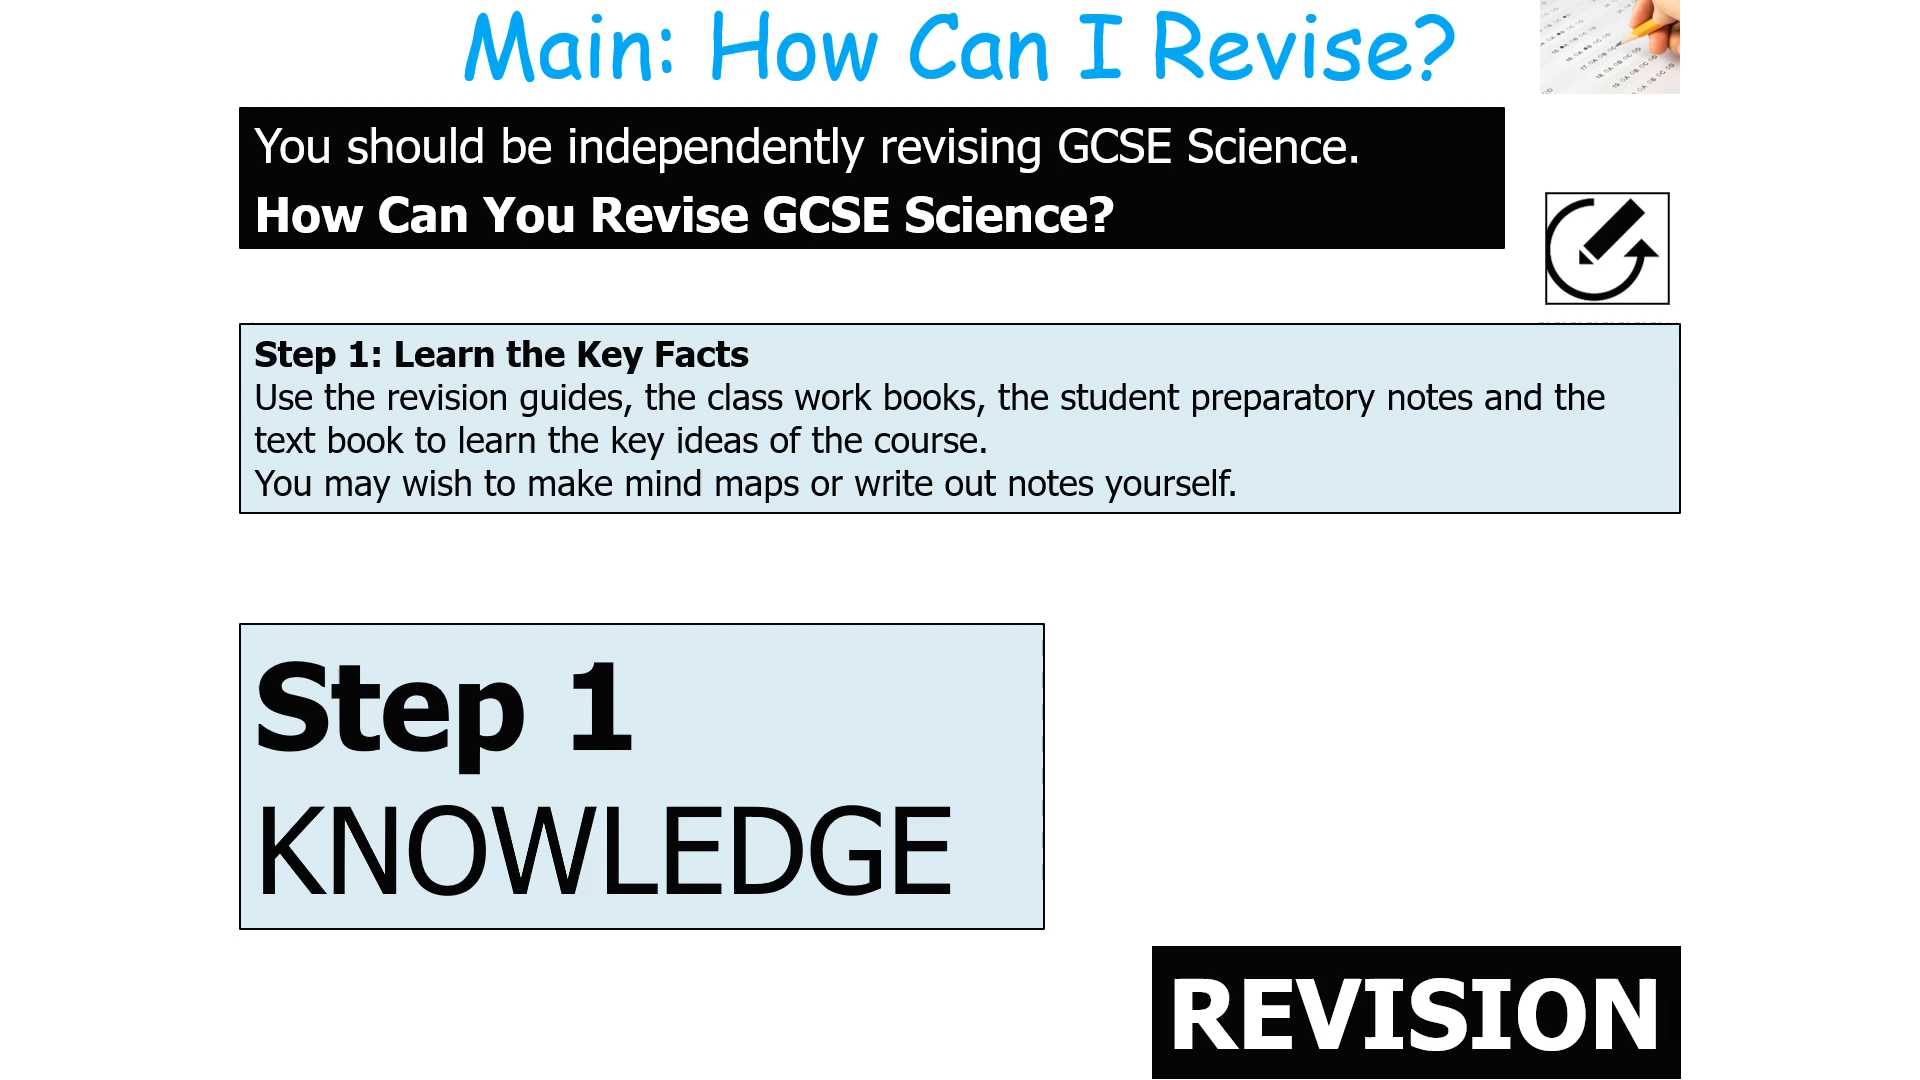 Main: How Can I Revise?
You should be independently revising GCSE Science.
How Can You Revise GCSE Science?
Step 1: Learn the Key Facts
Use the revision guides, the class work books, the student preparatory notes and the
text book to learn the key ideas of the course.
You may wish to make mind maps or write out notes yourself.
Step 1
KNOWLEDGE
REVISION